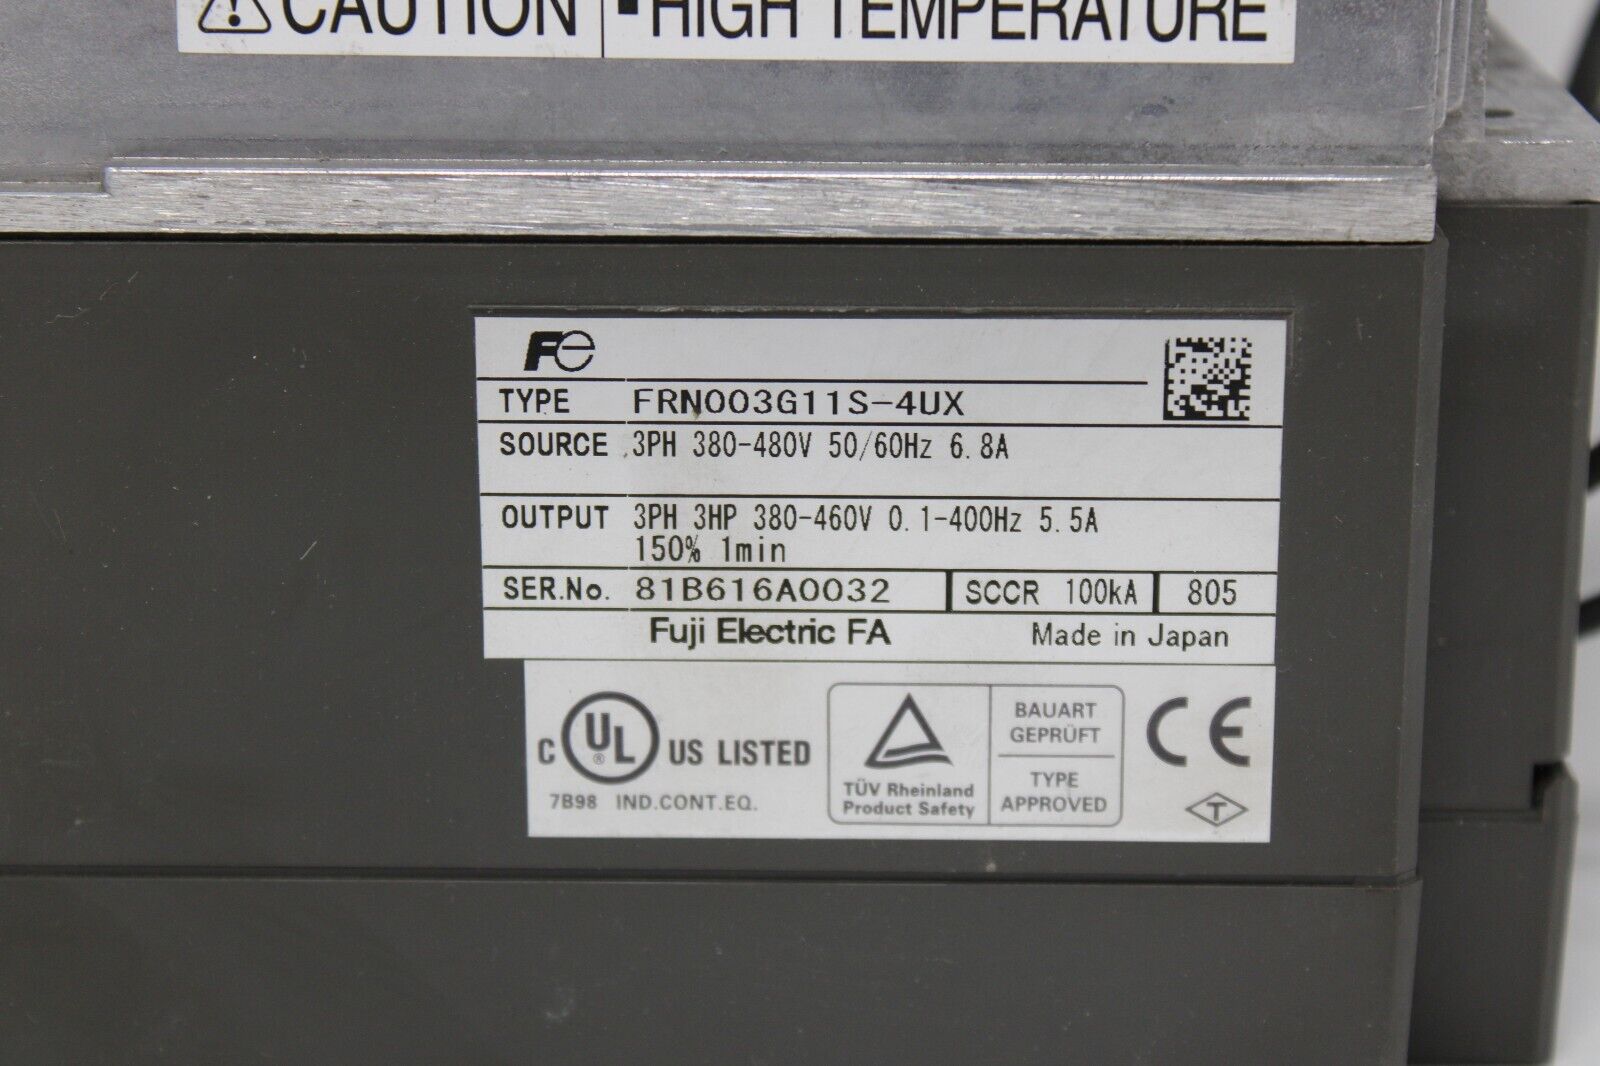 CAUTION ■HIGH TEMPERATURE
Fe
TYPE FRN003G11S-4UX
SOURCE 3PH 380-480V 50/60Hz 6.8A
OUTPUT 3PH 3HP 380-460V 0.1-400Hz 5.5A
150% 1min
SER.No. 81B616A0032 SCCR 100kA 805
Fuji Electric FA Made in Japan
C UL ® US LISTED
7B98 IND.CONT.EQ.
TÜV Rheinland
Product Safety
BAUART
GEPRÜFT
TYPE
APPROVED
CE
T